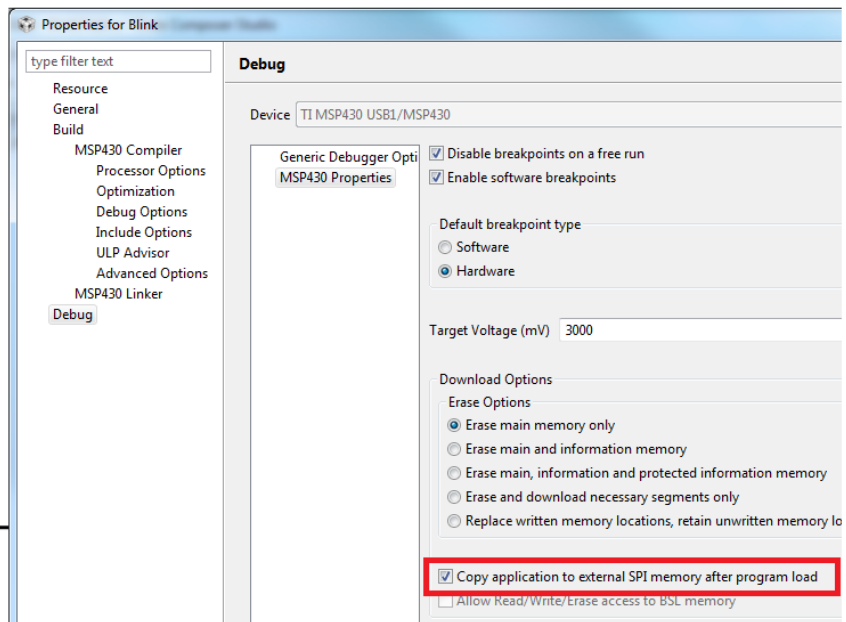 Properties for Blink
type filter text
Debug
Resource
General
Build
MSP430 Compiler
Processor Options
Optimization
Debug Options
Include Options
ULP Advisor
Advanced Options
MSP430 Linker
Debug
Device TI MSP430 USB1/MSP430
Generic Debugger Opti
MSP430 Properties
Disable breakpoints on a free run
Enable software breakpoints
Default breakpoint type
Software
Hardware
Target Voltage (mV) 3000
Download Options
Erase Options
Erase main memory only
Erase main and information memory
Erase main, information and protected information memory
Erase and download necessary segments only
Replace written memory locations, retain unwritten memory lo
Copy application to external SPI memory after program load
Allow Read/Write/Erase access to BSL memory